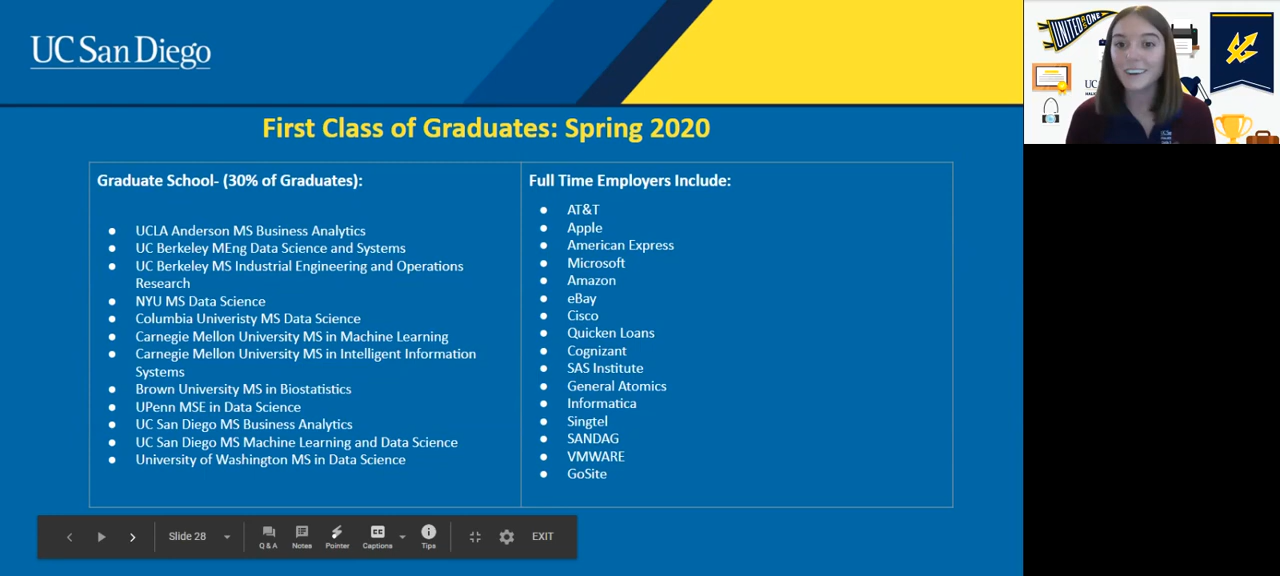 UC San Diego
First Class of Graduates: Spring 2020
Graduate School- (30% of Graduates):
UCLA Anderson MS Business Analytics
UC Berkeley MEng Data Science and Systems
UC Berkeley MS Industrial Engineering and Operations
Research
NYU MS Data Science
Columbia Univeristy MS Data Science
Carnegie Mellon University MS in Machine Learning
Carnegie Mellon University MS in Intelligent Information
Systems
Brown University MS in Biostatistics
UPenn MSE in Data Science
UC San Diego MS Business Analytics
UC San Diego MS Machine Learning and Data Science
University of Washington MS in Data Science
Full Time Employers Include:
AT&T
Apple
American Express
Microsoft
Amazon
eBay
Cisco
Quicken Loans
Cognizant
SAS Institute
General Atomics
Informatica
Singtel
SANDAG
VMWARE
GoSite
Slide 28
Q & A
Notes
Pointer
Captions
Tips
EXIT
UNITED AS ONE